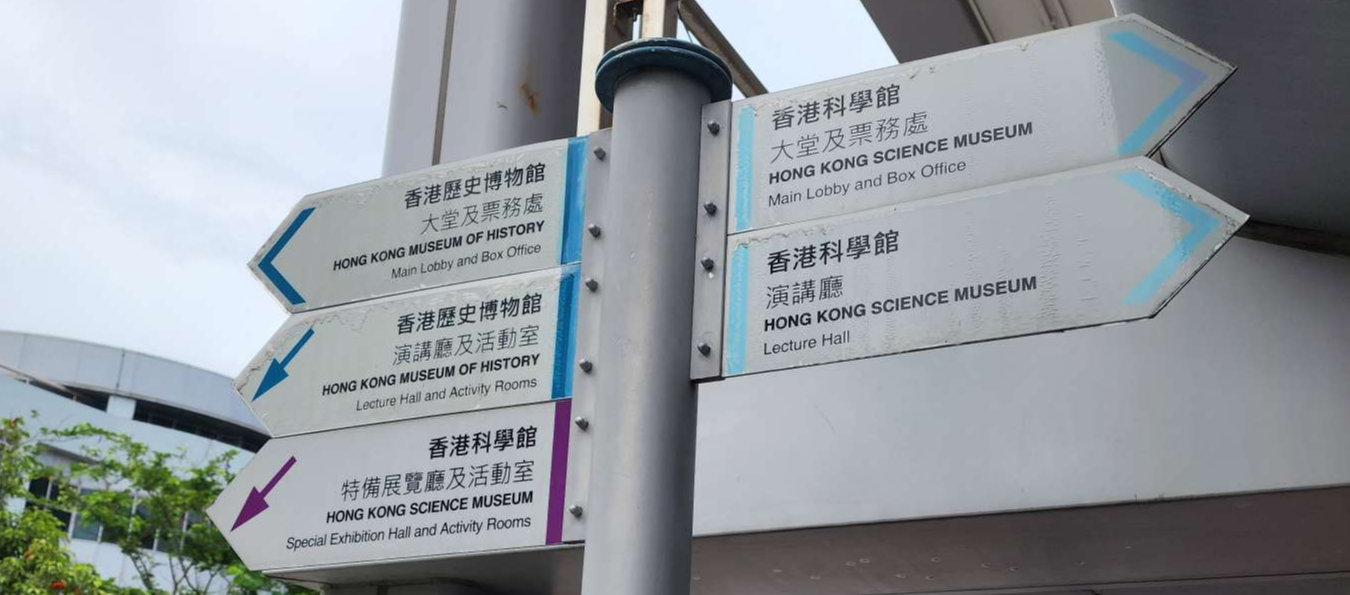 香港歷史博物館
大堂及票務處
HONG KONG MUSEUM OF HISTORY
Main Lobby and Box Office
香港歷史博物館
演講廳及活動室
HONG KONG MUSEUM OF HISTORY
Lecture Hall and Activity Rooms
香港科學館
特備展覽廳及活動室
HONG KONG SCIENCE MUSEUM
Special Exhibition Hall and Activity Rooms
香港科學館
大堂及票務處
HONG KONG SCIENCE MUSEUM
Main Lobby and Box Office
香港科學館
演講廳
HONG KONG SCIENCE MUSEUM
Lecture Hall